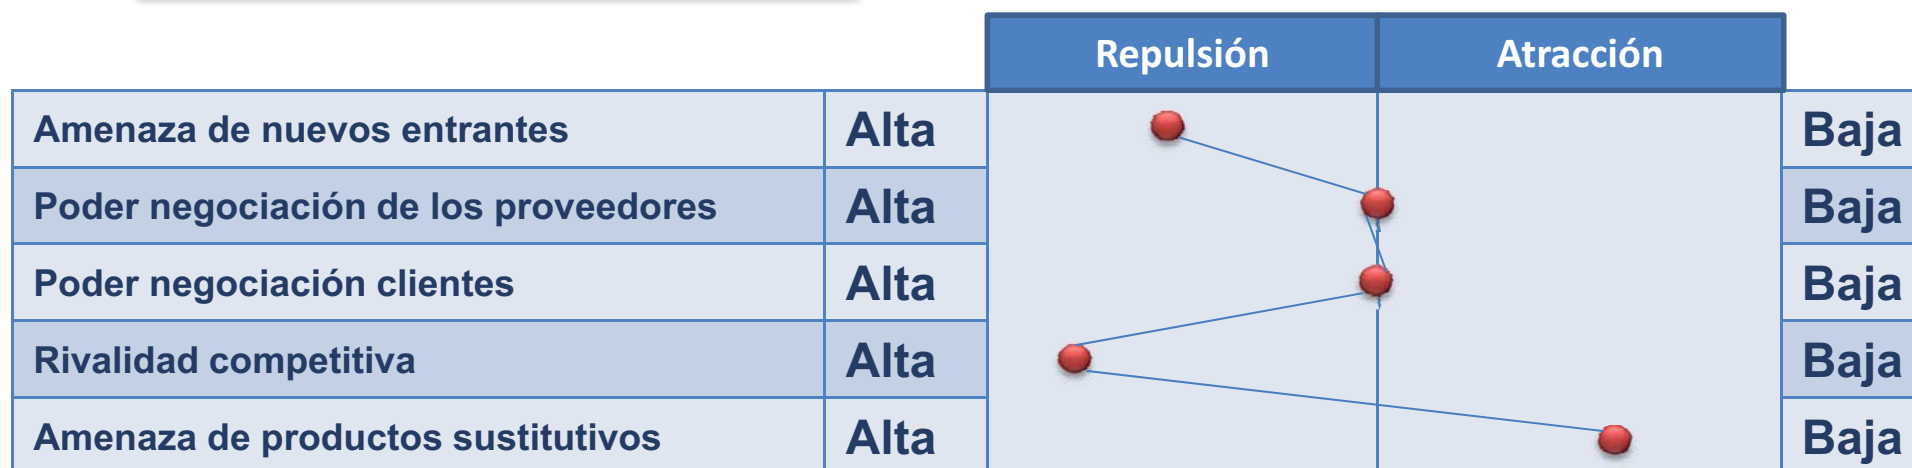 Repulsión Atracción
Amenaza de nuevos entrantes Alta Baja
Poder negociación de los proveedores Alta Baja
Poder negociación clientes Alta Baja
Rivalidad competitiva Alta Baja
Amenaza de productos sustitutivos Alta Baja